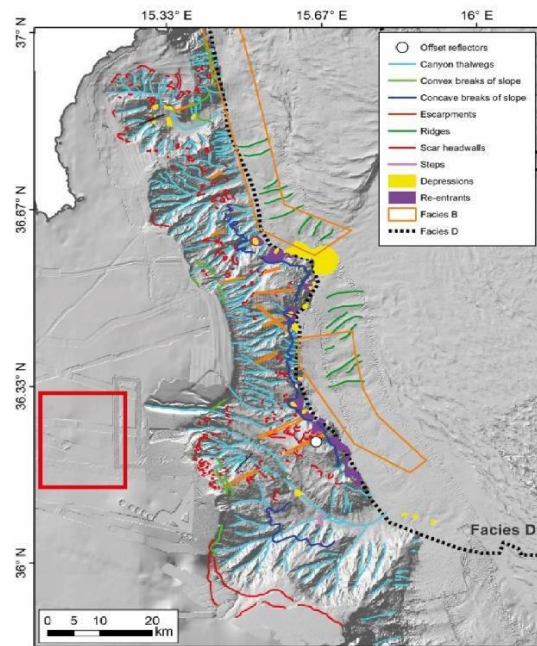 15.33° E 15.67° E 16° E
37° N
36.67° N
36.33° N
36° N
Offset reflectors
Canyon thalwegs
Convex breaks of slope
Concave breaks of slope
Escarpments
Ridges
Scar headwalls
Steps
Depressions
Re-entrants
Facies B
Facies D
Facies D
0 5 10 20
km